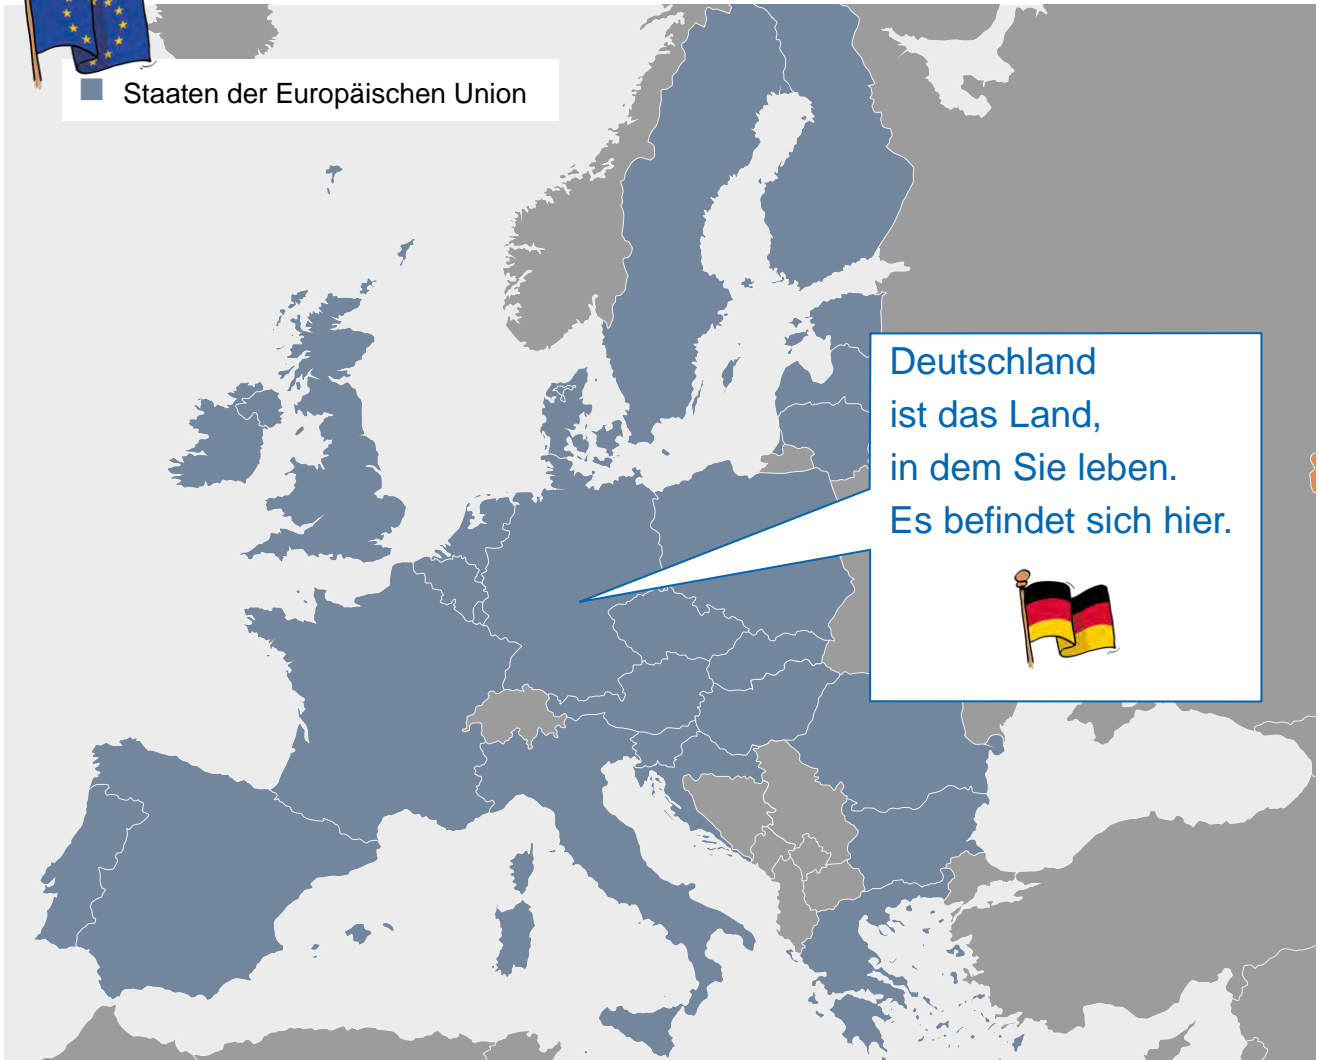 Staaten der Europäischen Union
Deutschland
ist das Land,
in dem Sie leben.
Es befindet sich hier.